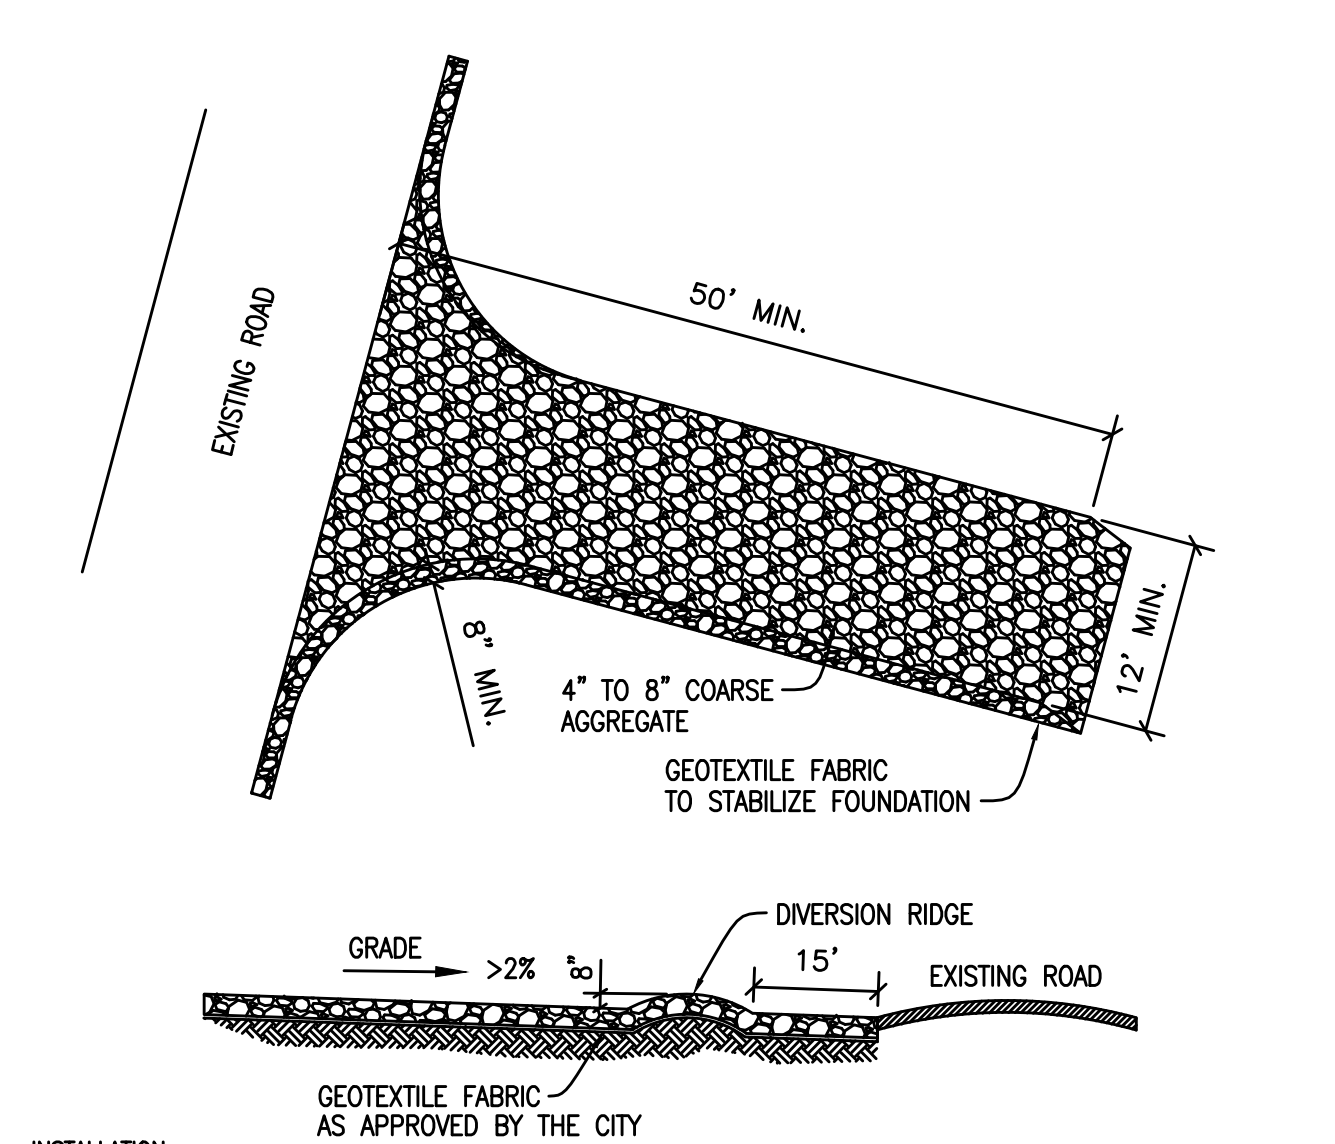 50' MIN.
EXISTING ROAD
12' MIN.
8" MIN.
4" TO 8" COARSE
AGGREGATE
GEOTEXTILE FABRIC
TO STABILIZE FOUNDATION
DIVERSION RIDGE
GRADE
>2%
8"
15'
EXISTING ROAD
GEOTEXTILE FABRIC
AS APPROVED BY THE CITY
INSTALLATION